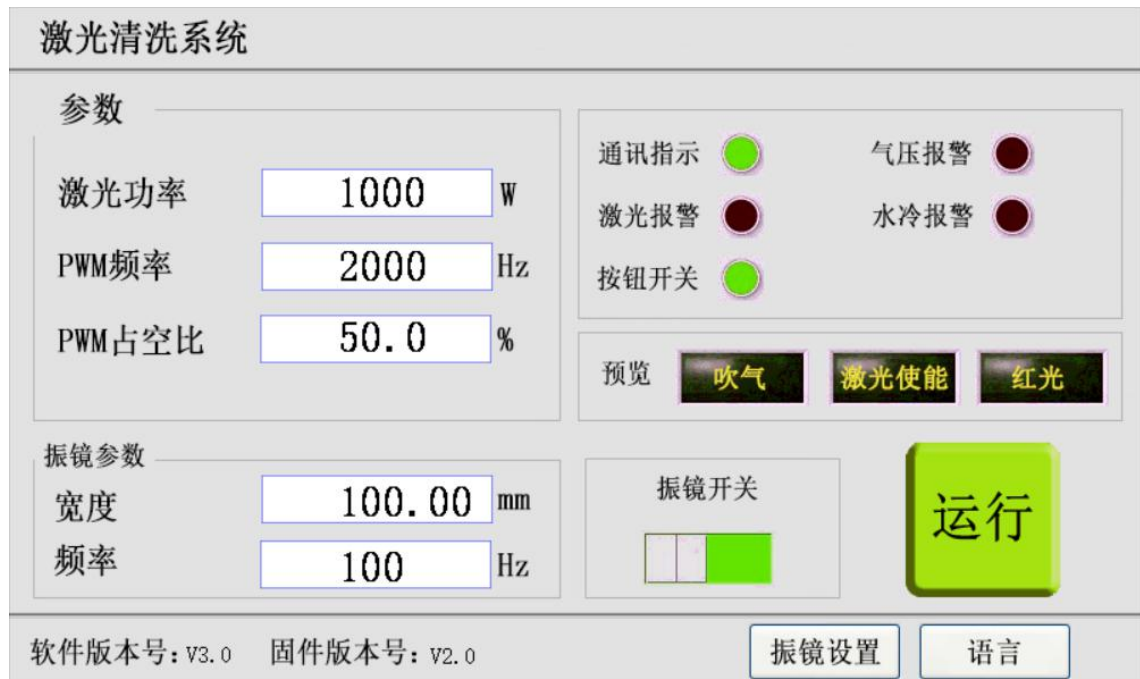 激光清洗系统
参数
激光功率 1000 W
PWM频率 2000 Hz
PWM占空比 50.0 %
通讯指示 气压报警
激光报警 水冷报警
按钮开关
预览 吹气 激光使能 红光
振镜参数
宽度 100.00 mm
频率 100 Hz
振镜开关
运行
软件版本号: V3.0 固件版本号: V2.0
振镜设置 语言